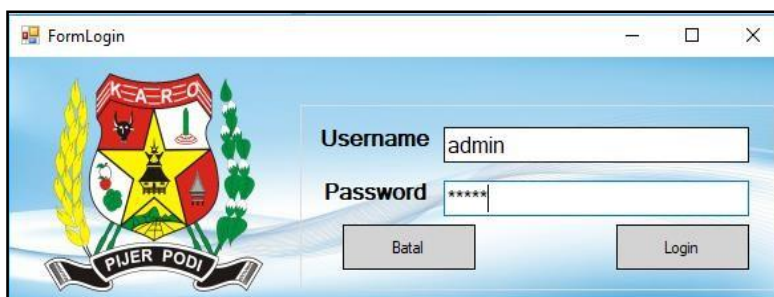 FormLogin
KARO
Username admin
Password *****
Batal Login
PIJER PODI